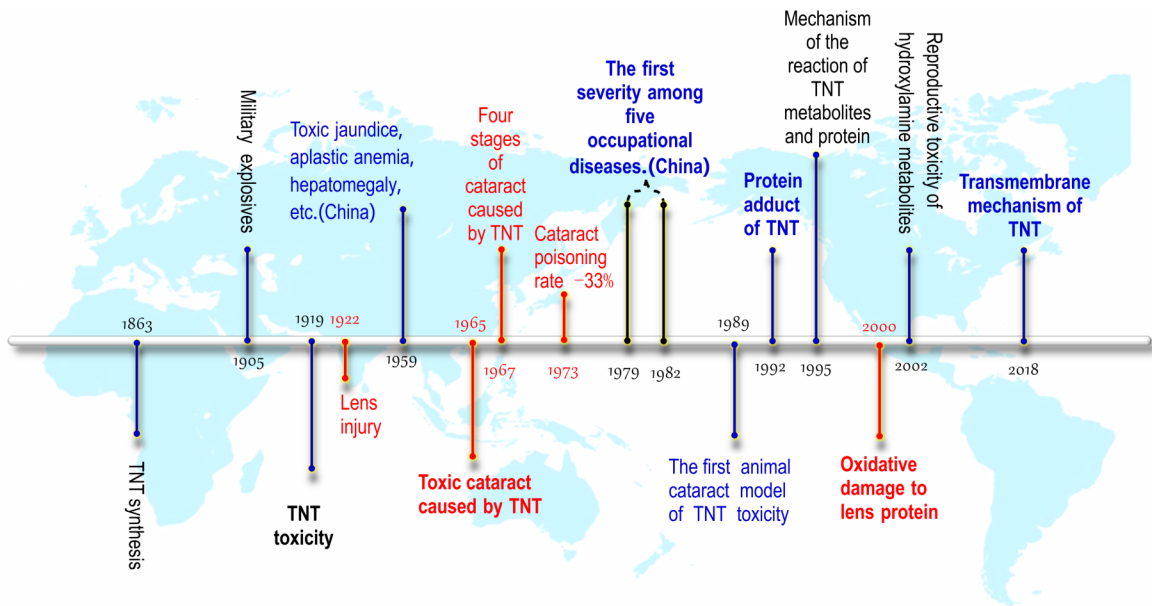 Military explosives
Toxic jaundice,
aplastic anemia,
hepatomegaly,
etc.(China)
Four
stages
of
cataract
caused
by TNT
Cataract
poisoning
rate −33%
The first
severity among
five
occupational
diseases.(China)
Protein
adduct
of TNT
Mechanism
of the
reaction of
TNT
metabolites
and protein
Reproductive toxicity of
hydroxylamine metabolites
Transmembrane
mechanism of
TNT
1863
1905
1919
1922
1959
1965
1967
1973
1979
1982
1989
1992
1995
2000
2002
2018
TNT synthesis
TNT
toxicity
Lens
injury
Toxic cataract
caused by TNT
The first animal
cataract model
of TNT toxicity
Oxidative
damage to
lens protein